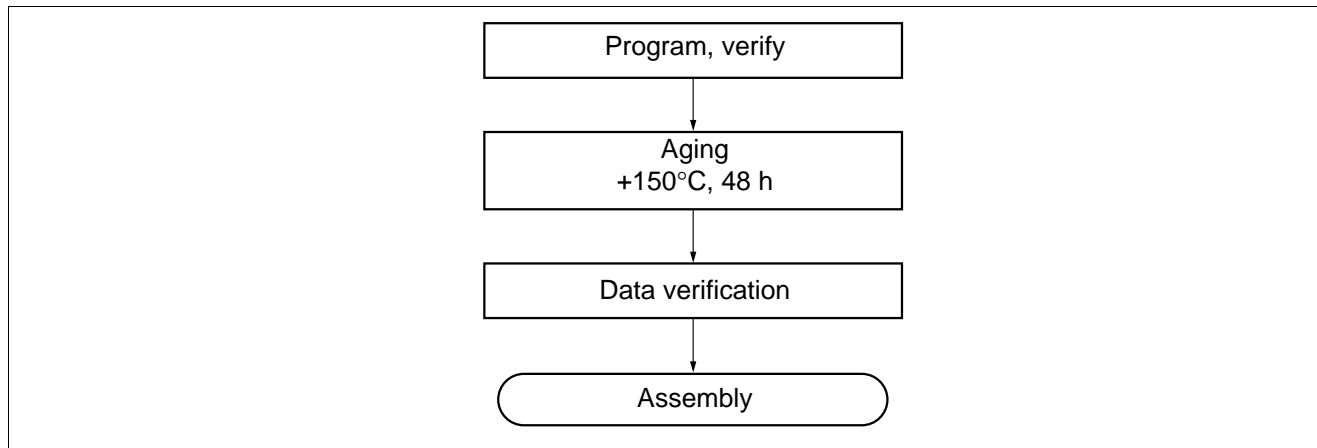 Program, verify
Aging
+150°C, 48 h
Data verification
Assembly